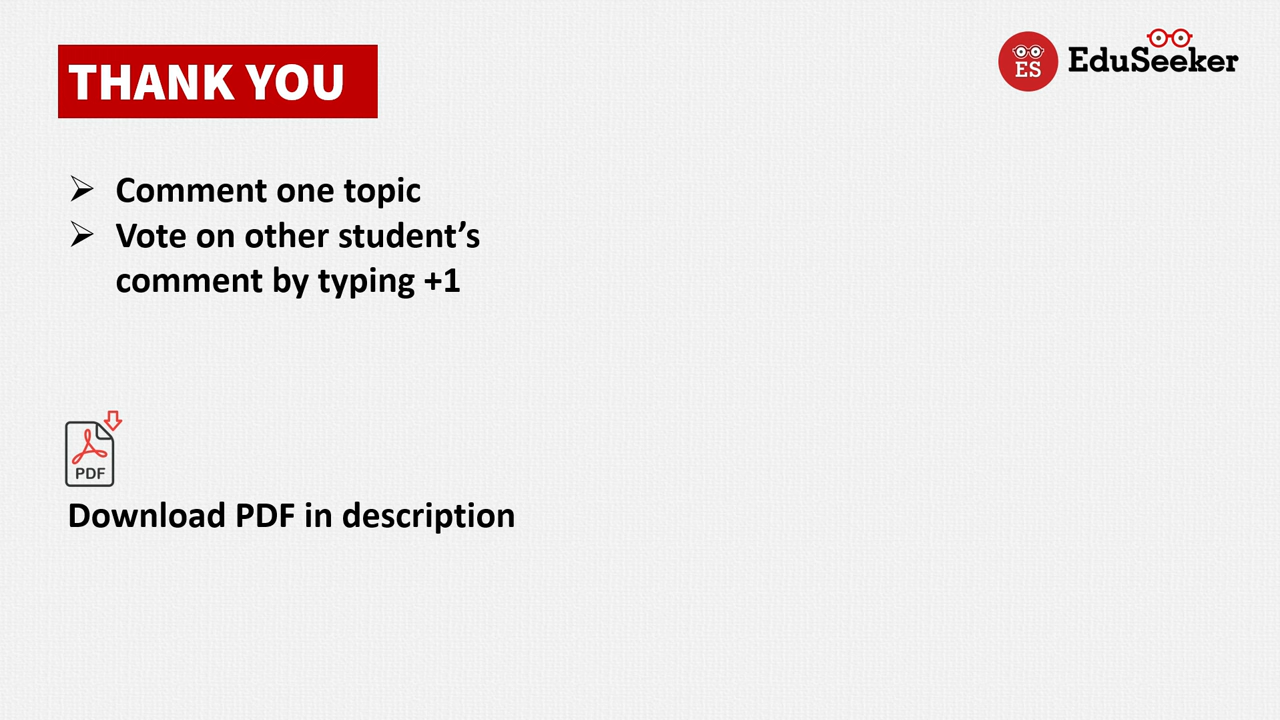 THANK YOU
ES
EduSeeker
➢ Comment one topic
➢ Vote on other student’s
comment by typing +1
PDF
Download PDF in description